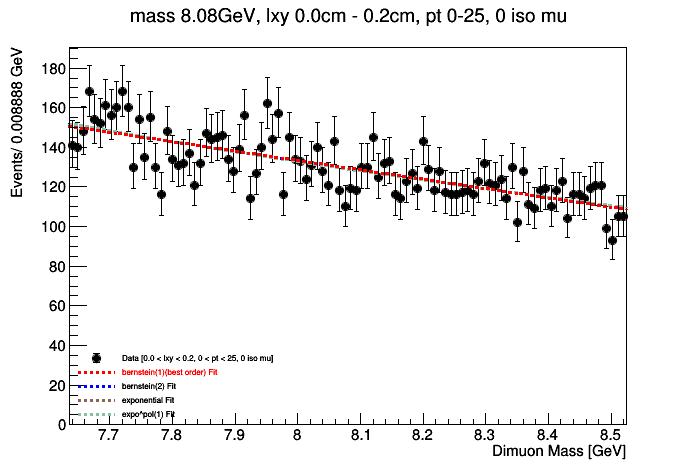 mass 8.08GeV, lxy 0.0cm - 0.2cm, pt 0-25, 0 iso mu
Events/ 0.008888 GeV
180
160
140
120
100
80
60
40
20
0
Data [0.0 < lxy < 0.2, 0 < pt < 25, 0 iso mu]
bernstein(1)(best order) Fit
bernstein(2) Fit
exponential Fit
expo*pol(1) Fit
7.7 7.8 7.9 8 8.1 8.2 8.3 8.4 8.5
Dimuon Mass [GeV]